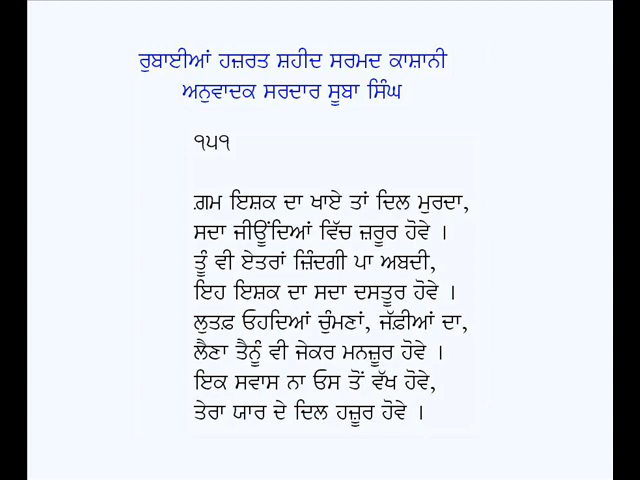 ਰੁਬਾਈਆਂ ਹਜ਼ਰਤ ਸ਼ਹੀਦ ਸਰਮਦ ਕਾਸ਼ਾਨੀ
ਅਨੁਵਾਦਕ ਸਰਦਾਰ ਸੂਬਾ ਸਿੰਘ
੧੫੧
ਗ਼ਮ ਇਸ਼ਕ ਦਾ ਖਾਏ ਤਾਂ ਦਿਲ ਮੁਰਦਾ,
ਸਦਾ ਜੀਊਂਦਿਆਂ ਵਿੱਚ ਜ਼ਰੂਰ ਹੋਵੇ ।
ਤੂੰ ਵੀ ਏਤਰਾਂ ਜ਼ਿੰਦਗੀ ਪਾ ਅਬਦੀ,
ਇਹ ਇਸ਼ਕ ਦਾ ਸਦਾ ਦਸਤੂਰ ਹੋਵੇ ।
ਲੁਤਫ਼ ਓਹਦਿਆਂ ਚੁੰਮਣਾਂ, ਜੱਫ਼ੀਆਂ ਦਾ,
ਲੈਣਾ ਤੈਨੂੰ ਵੀ ਜੇਕਰ ਮਨਜ਼ੂਰ ਹੋਵੇ ।
ਇਕ ਸਵਾਸ ਨਾ ਓਸ ਤੋਂ ਵੱਖ ਹੋਵੇ,
ਤੇਰਾ ਯਾਰ ਦੇ ਦਿਲ ਹਜ਼ੂਰ ਹੋਵੇ ।